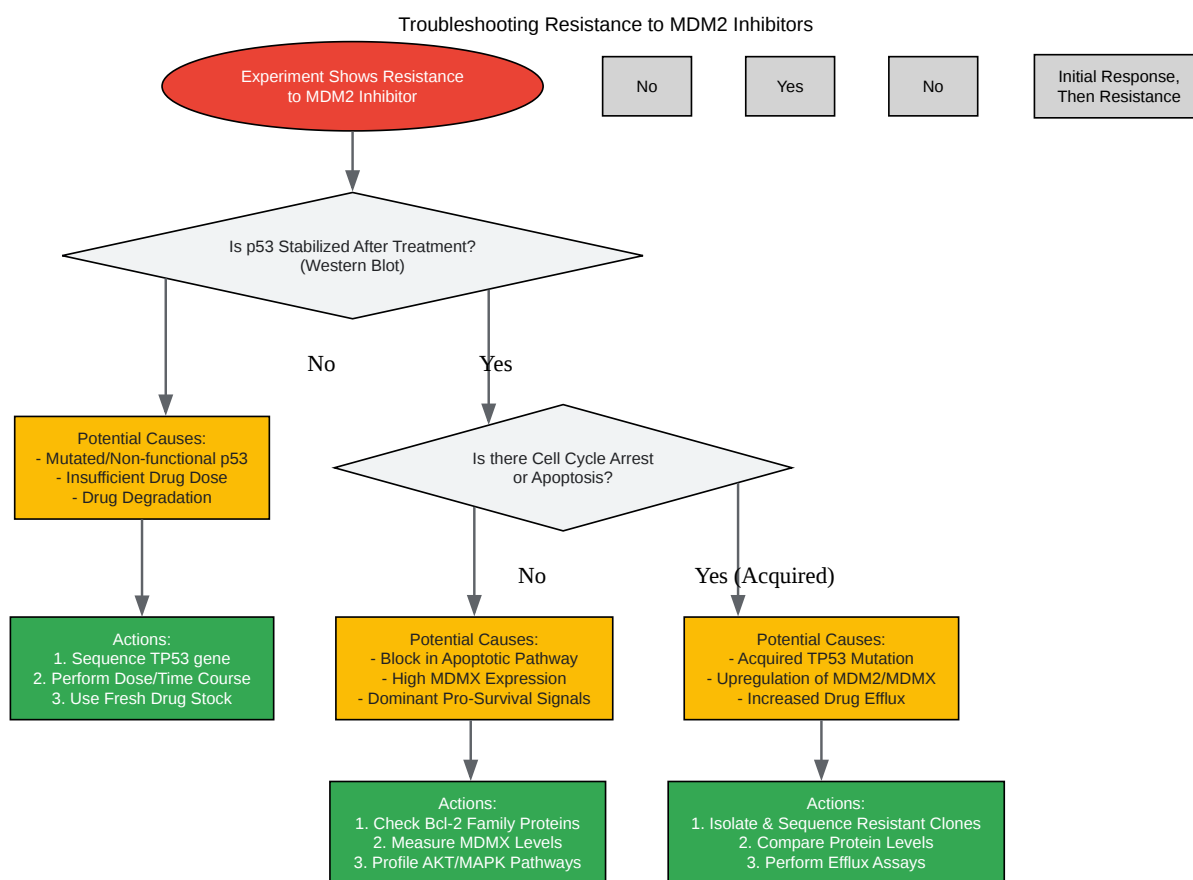 Troubleshooting Resistance to MDM2 Inhibitors
Experiment Shows Resistance
to MDM2 Inhibitor
No
Yes
No
Initial Response,
Then Resistance
Is p53 Stabilized After Treatment?
(Western Blot)
No
Yes
Potential Causes:
- Mutated/Non-functional p53
- Insufficient Drug Dose
- Drug Degradation
Is there Cell Cycle Arrest
or Apoptosis?
No
Yes (Acquired)
Actions:
1. Sequence TP53 gene
2. Perform Dose/Time Course
3. Use Fresh Drug Stock
Potential Causes:
- Block in Apoptotic Pathway
- High MDMX Expression
- Dominant Pro-Survival Signals
Potential Causes:
- Acquired TP53 Mutation
- Upregulation of MDM2/MDMX
- Increased Drug Efflux
Actions:
1. Check Bcl-2 Family Proteins
2. Measure MDMX Levels
3. Profile AKT/MAPK Pathways
Actions:
1. Isolate & Sequence Resistant Clones
2. Compare Protein Levels
3. Perform Efflux Assays